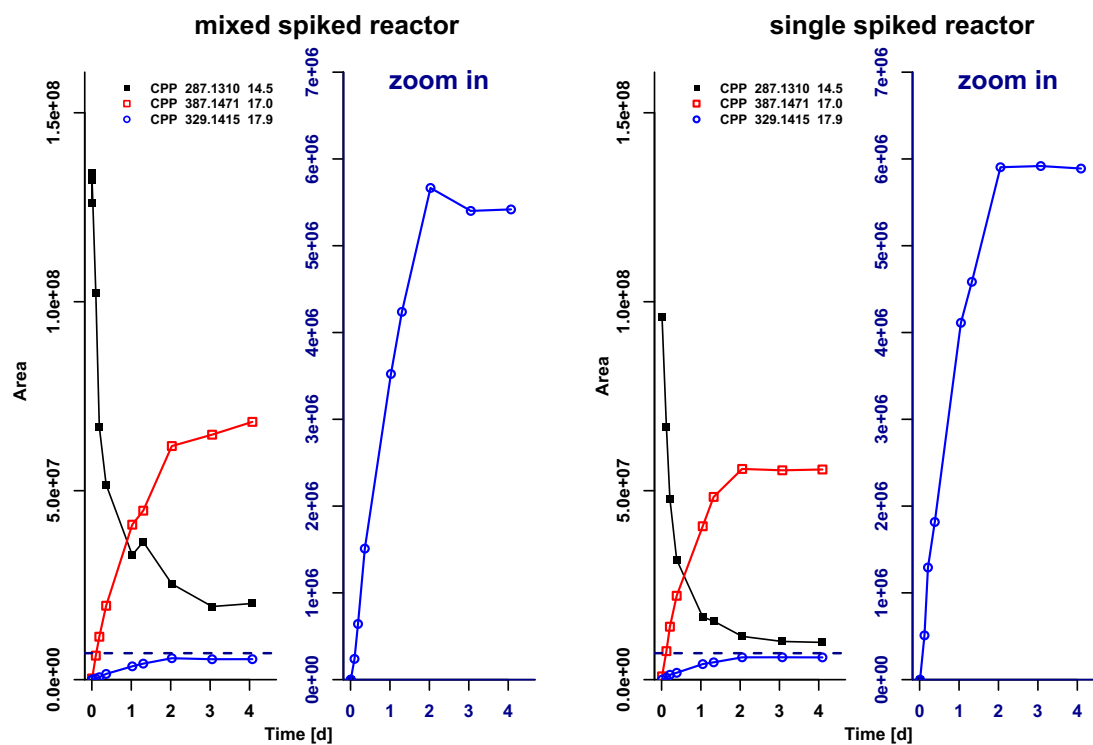 mixed spiked reactor
single spiked reactor
CPP 287.1310 14.5
CPP 387.1471 17.0
CPP 329.1415 17.9
zoom in
Area
0.0e+00
5.0e+07
1.0e+08
1.5e+08
0 1 2 3 4
Time [d]
0e+00
1e+06
2e+06
3e+06
4e+06
5e+06
6e+06
7e+06
0 1 2 3 4
CPP 287.1310 14.5
CPP 387.1471 17.0
CPP 329.1415 17.9
zoom in
Area
0.0e+00
5.0e+07
1.0e+08
1.5e+08
0 1 2 3 4
Time [d]
0e+00
1e+06
2e+06
3e+06
4e+06
5e+06
6e+06
7e+06
0 1 2 3 4